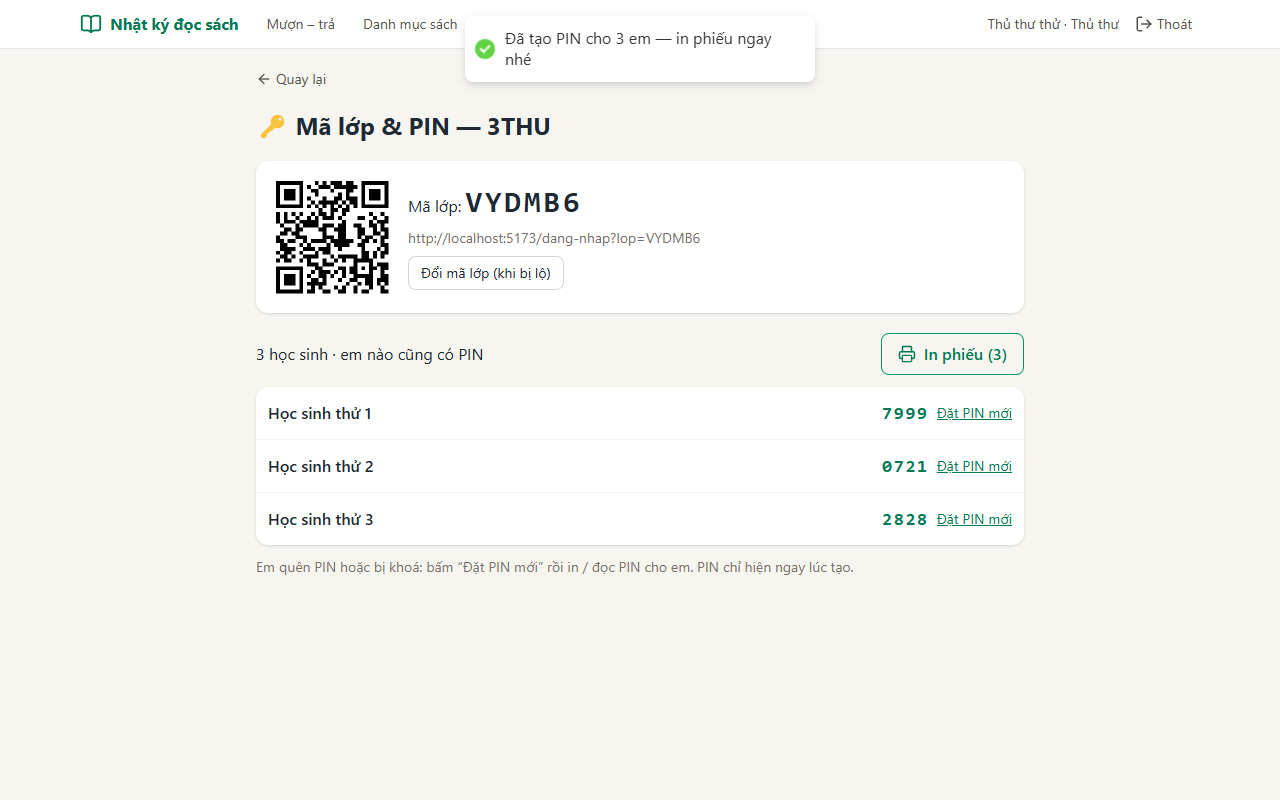 Nhật ký đọc sách
Mượn – trả
Danh mục sách
Đã tạo PIN cho 3 em — in phiếu ngay
nhé
Thủ thư thử · Thủ thư
Thoát
Quay lại
Mã lớp & PIN — 3THU
Mã lớp: VYDMB6
http://localhost:5173/dang-nhap?lop=VYDMB6
Đổi mã lớp (khi bị lộ)
3 học sinh · em nào cũng có PIN
In phiếu (3)
Học sinh thử 1
7999 Đặt PIN mới
Học sinh thử 2
0721 Đặt PIN mới
Học sinh thử 3
2828 Đặt PIN mới
Em quên PIN hoặc bị khoá: bấm “Đặt PIN mới” rồi in / đọc PIN cho em. PIN chỉ hiện ngay lúc tạo.